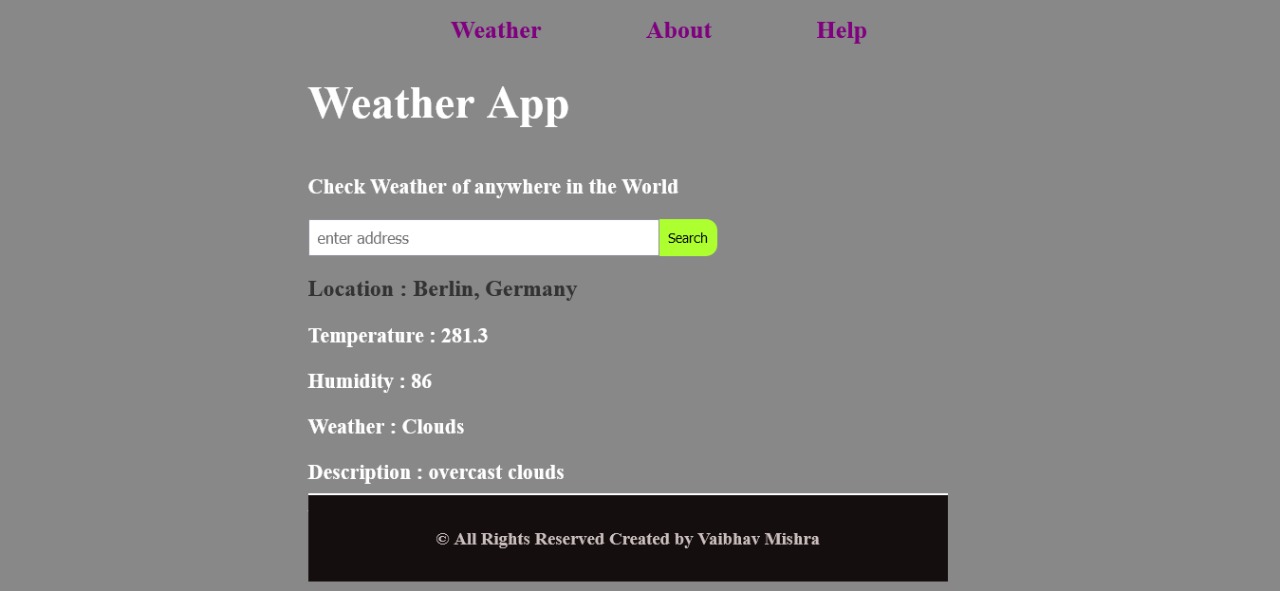 Weather About Help
Weather App
Check Weather of anywhere in the World
enter address Search
Location : Berlin, Germany
Temperature : 281.3
Humidity : 86
Weather : Clouds
Description : overcast clouds
© All Rights Reserved Created by Vaibhav Mishra